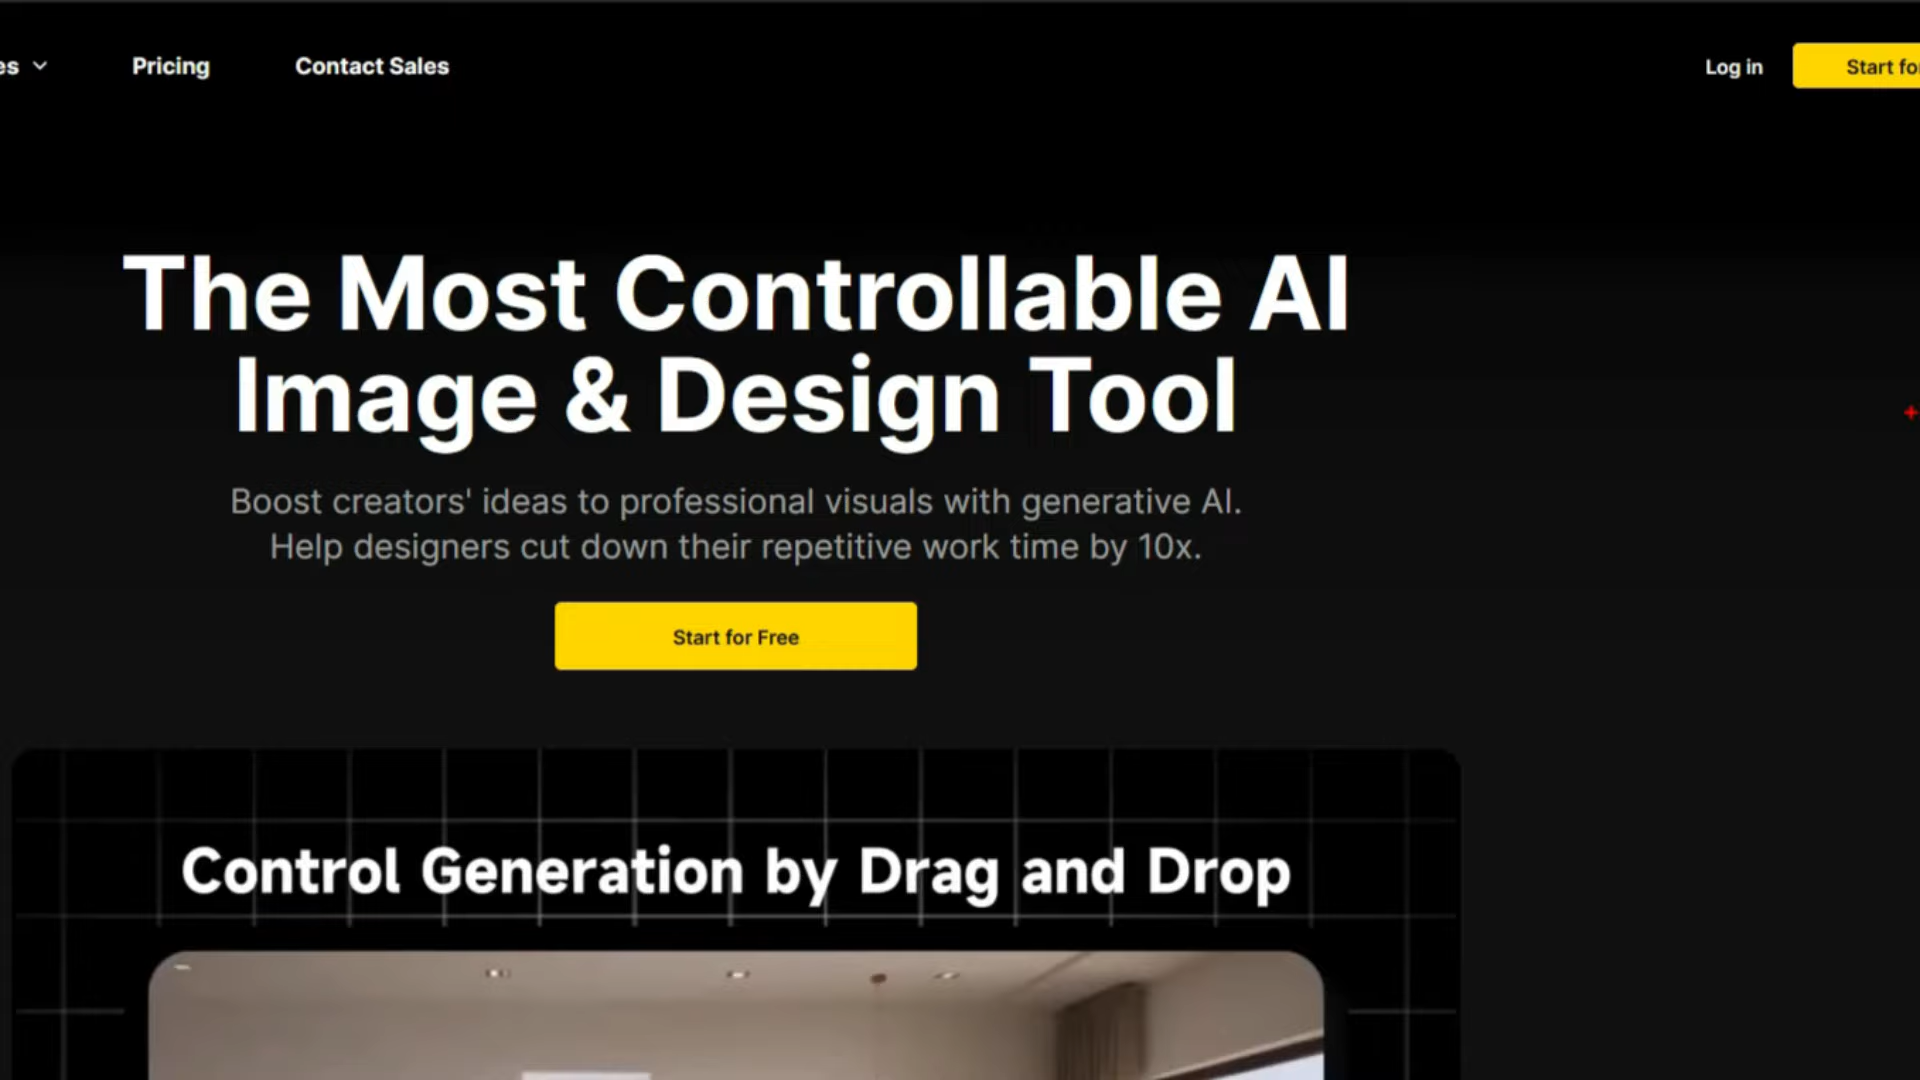 Pricing
Contact Sales
Log in
Start
The Most Controllable AI
Image & Design Tool
Boost creators' ideas to professional visuals with generative AI.
Help designers cut down their repetitive work time by 10x.
Start for Free
Control Generation by Drag and Drop